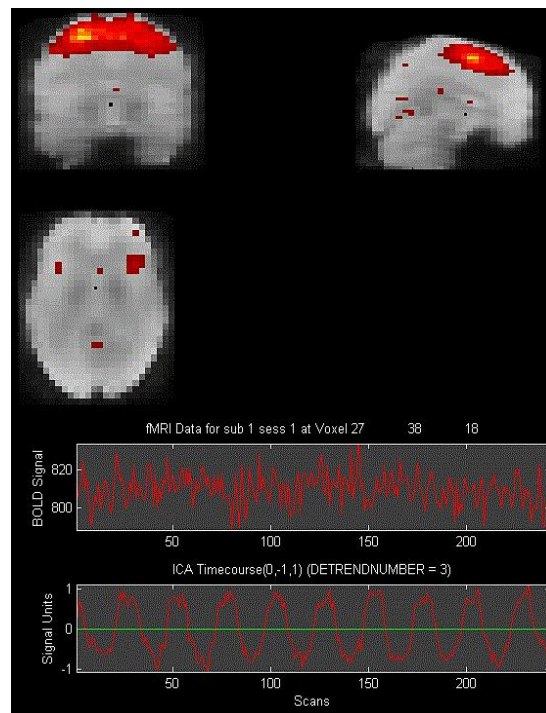 fMRI Data for sub 1 sess 1 at Voxel 27 38 18
BOLD Signal
820
800
50
100
150
200
ICA Timecourse(0,-1,1) (DETRENDNUMBER = 3)
Signal Units
1
0
-1
50
100
150
200
Scans